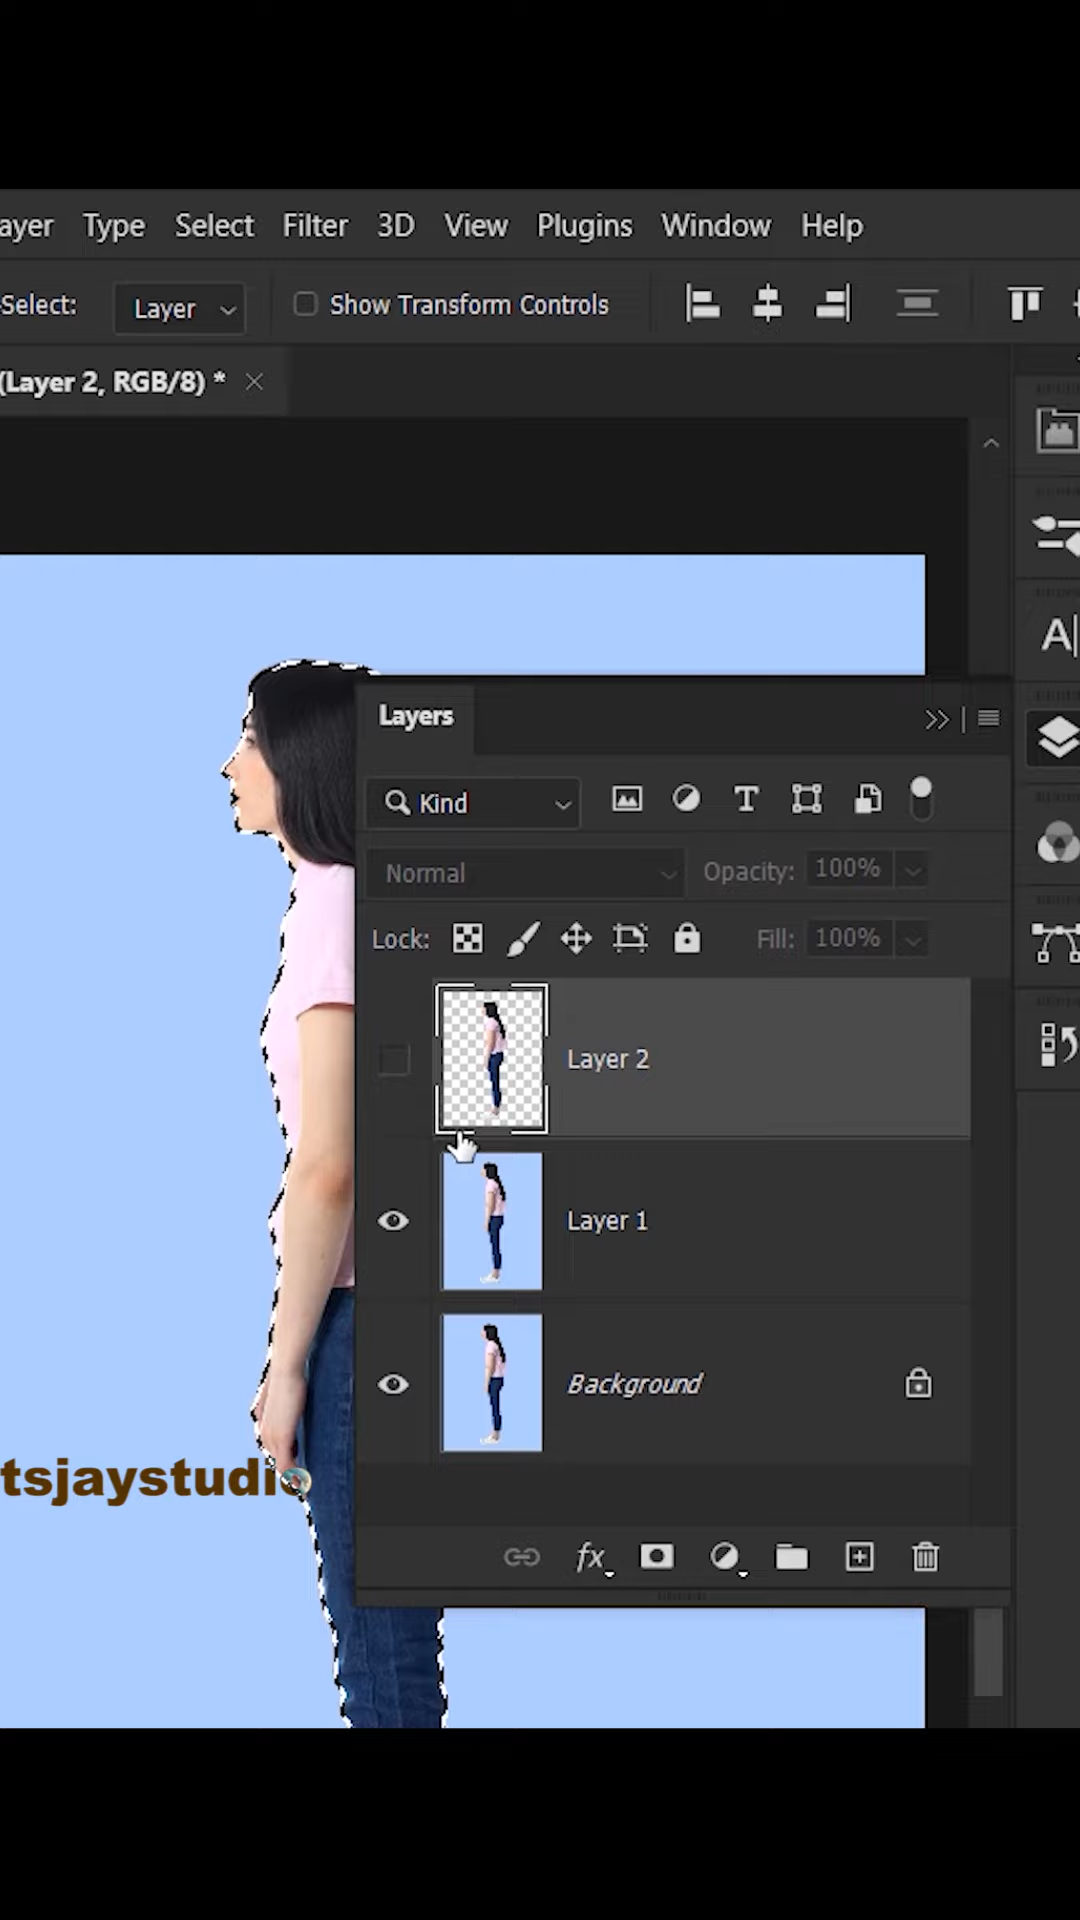 ayer Type Select Filter 3D View Plugins Window Help
-Select: Layer Show Transform Controls
(Layer 2, RGB/8) *
A|
Layers
Kind T
Normal Opacity: 100%
Lock: Fill: 100%
Layer 2
Layer 1
Background
tsjaystudio
fx